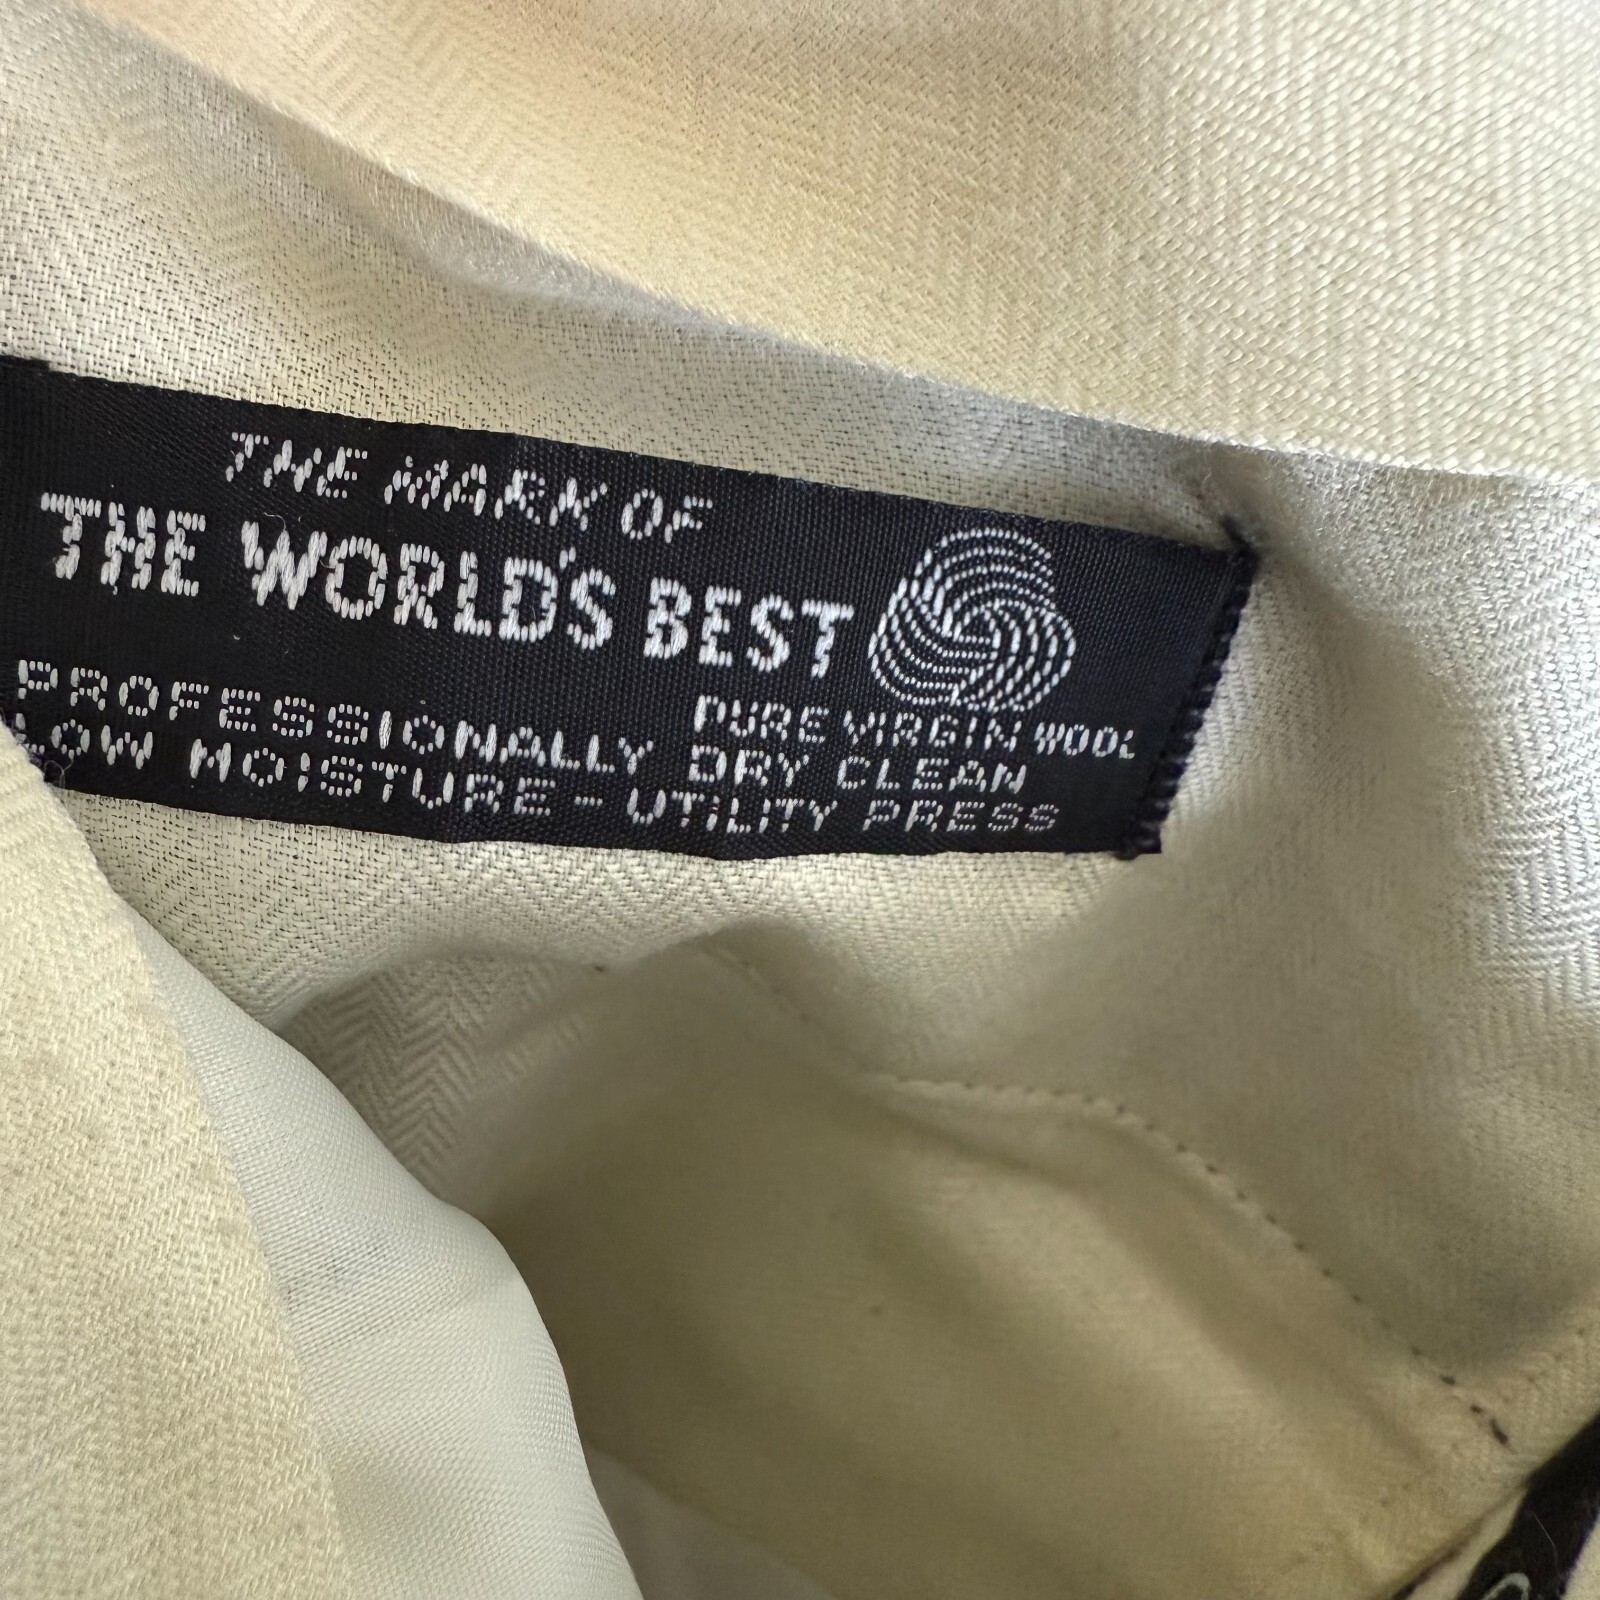 THE MARK OF
THE WORLD'S BEST
PURE VIRGIN WOOL
PROFESSIONALLY DRY CLEAN
LOW MOISTURE - UTILITY PRESS